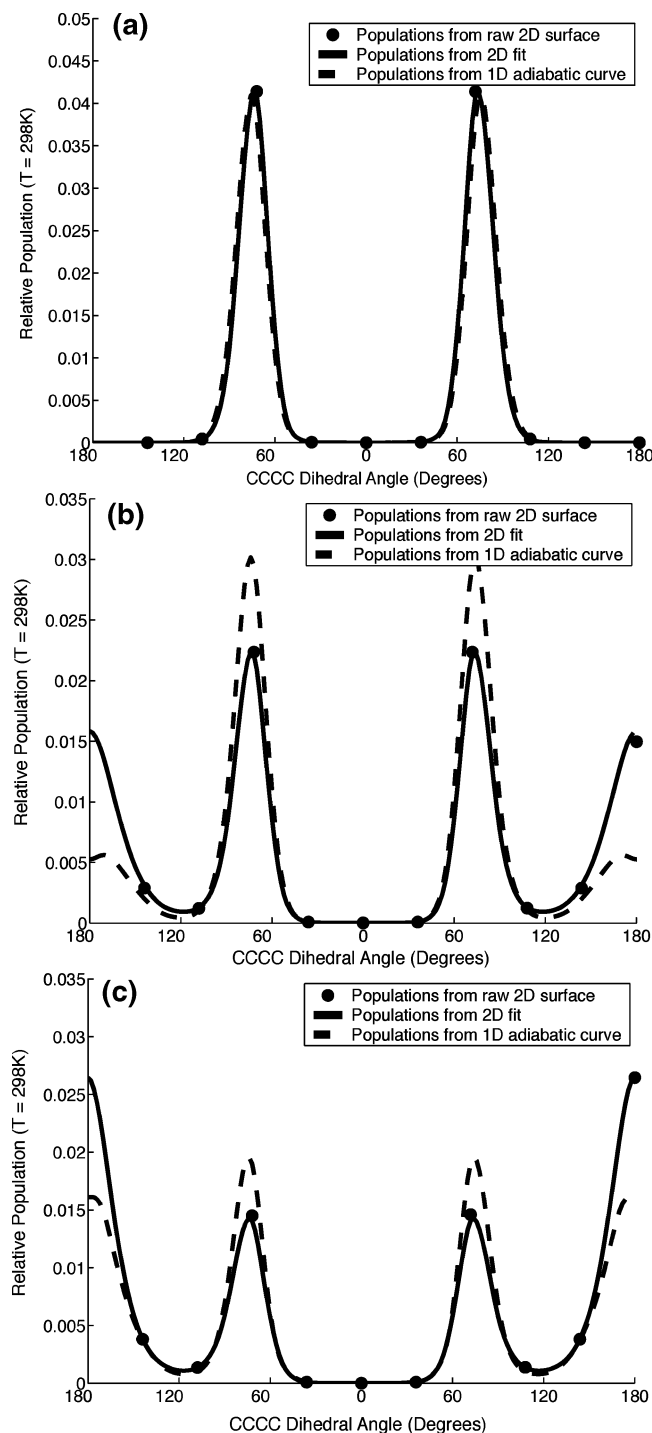 (a)
Populations from raw 2D surface
Populations from 2D fit
Populations from 1D adiabatic curve
Relative Population (T = 298K)
0.05
0.045
0.04
0.035
0.03
0.025
0.02
0.015
0.01
0.005
0
180 120 60 0 60 120 180
CCCC Dihedral Angle (Degrees)
(b)
Populations from raw 2D surface
Populations from 2D fit
Populations from 1D adiabatic curve
Relative Population (T = 298K)
0.035
0.03
0.025
0.02
0.015
0.01
0.005
0
180 120 60 0 60 120 180
CCCC Dihedral Angle (Degrees)
(c)
Populations from raw 2D surface
Populations from 2D fit
Populations from 1D adiabatic curve
Relative Population (T = 298K)
0.035
0.03
0.025
0.02
0.015
0.01
0.005
0
180 120 60 0 60 120 180
CCCC Dihedral Angle (Degrees)